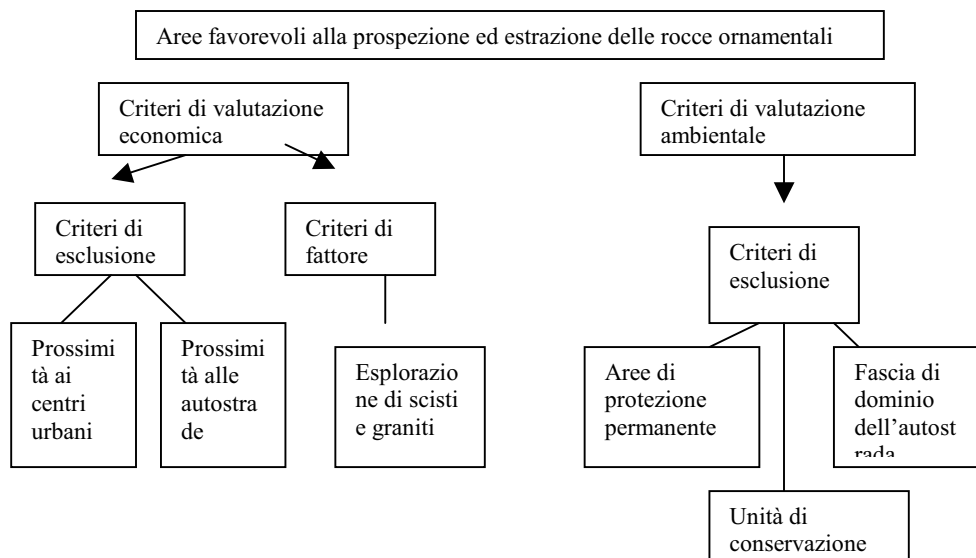 Aree favorevoli alla prospezione ed estrazione delle rocce ornamentali
Criteri di valutazione
economica
Criteri di valutazione
ambientale
Criteri di
esclusione
Criteri di
fattore
Criteri di
esclusione
Prossimi
tà ai
centri
urbani
Prossimi
tà alle
autostra
de
Esplorazio
ne di scisti
e graniti
Aree di
protezione
permanente
Fascia di
dominio
dell’autost
rada
Unità di
conservazione